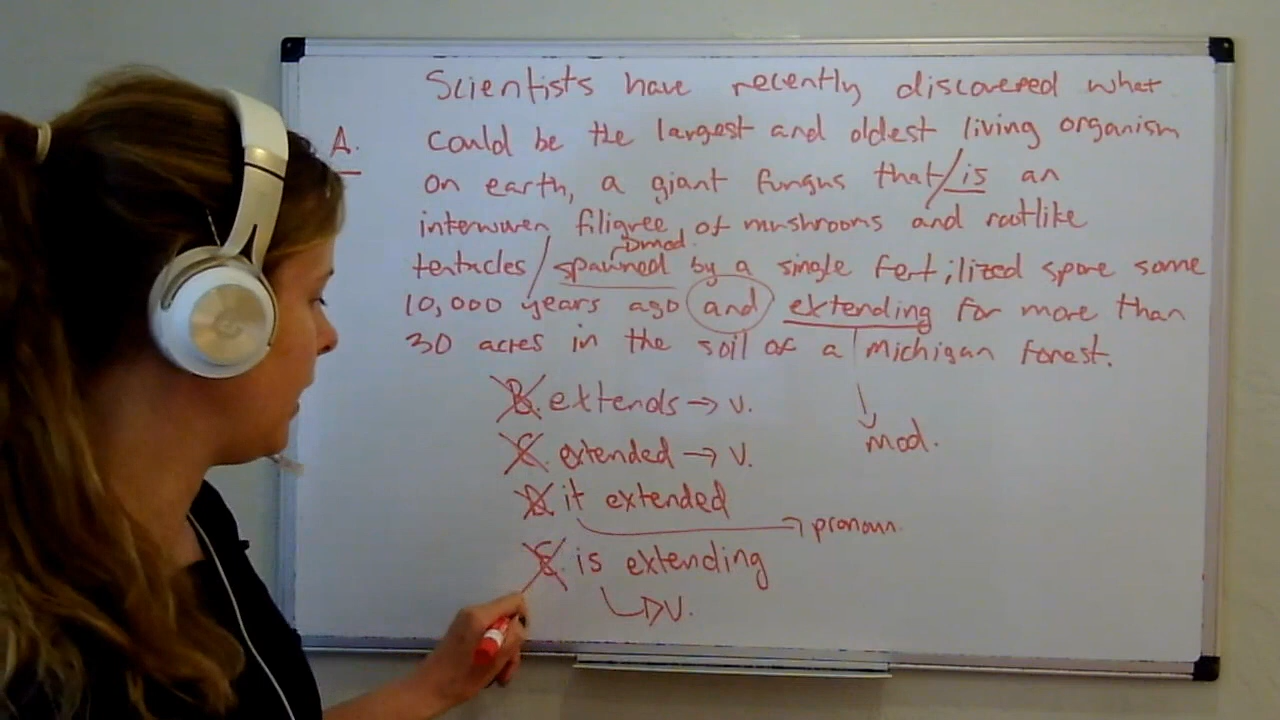 Scientists have recently discovered what
A. could be the largest and oldest living organism
on earth, a giant fungus that/is an
interwoven filigree of mushrooms and rootlike
mod.
tentacles/spawned by a single fertilized spore some
10,000 years ago and extending for more than
30 acres in the soil of a michigan forest.
B. extends → v.
mod.
C. extended → v.
D. it extended
pronoun.
E. is extending
v.